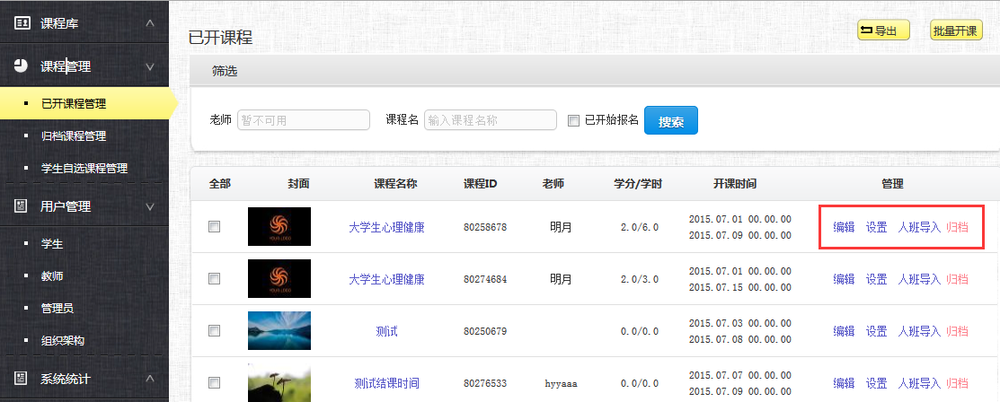 课程库
课程管理
已开课程管理
归档课程管理
学生自选课程管理
用户管理
学生
教师
管理员
组织架构
系统统计
已开课程
导出
批量开课
筛选
老师 暂不可用 课程名 输入课程名称 已开始报名 搜索
全部 封面 课程名称 课程ID 老师 学分/学时 开课时间 管理
YOUR LOGO
大学生心理健康 80258678 明月 2.0/6.0
2015.07.01 00.00.00
2015.07.09 00.00.00
编辑 设置 人班导入 归档
YOUR LOGO
大学生心理健康 80274684 明月 2.0/3.0
2015.07.01 00.00.00
2015.07.15 00.00.00
编辑 设置 人班导入 归档
测试 80250679 0.0/0.0
2015.07.03 00.00.00
2015.07.08 00.00.00
编辑 设置 人班导入 归档
测试结课时间 80276533 hyyaaa 0.0/0.0
2015.07.07 00.00.00
2015.07.09 00.00.00
编辑 设置 人班导入 归档